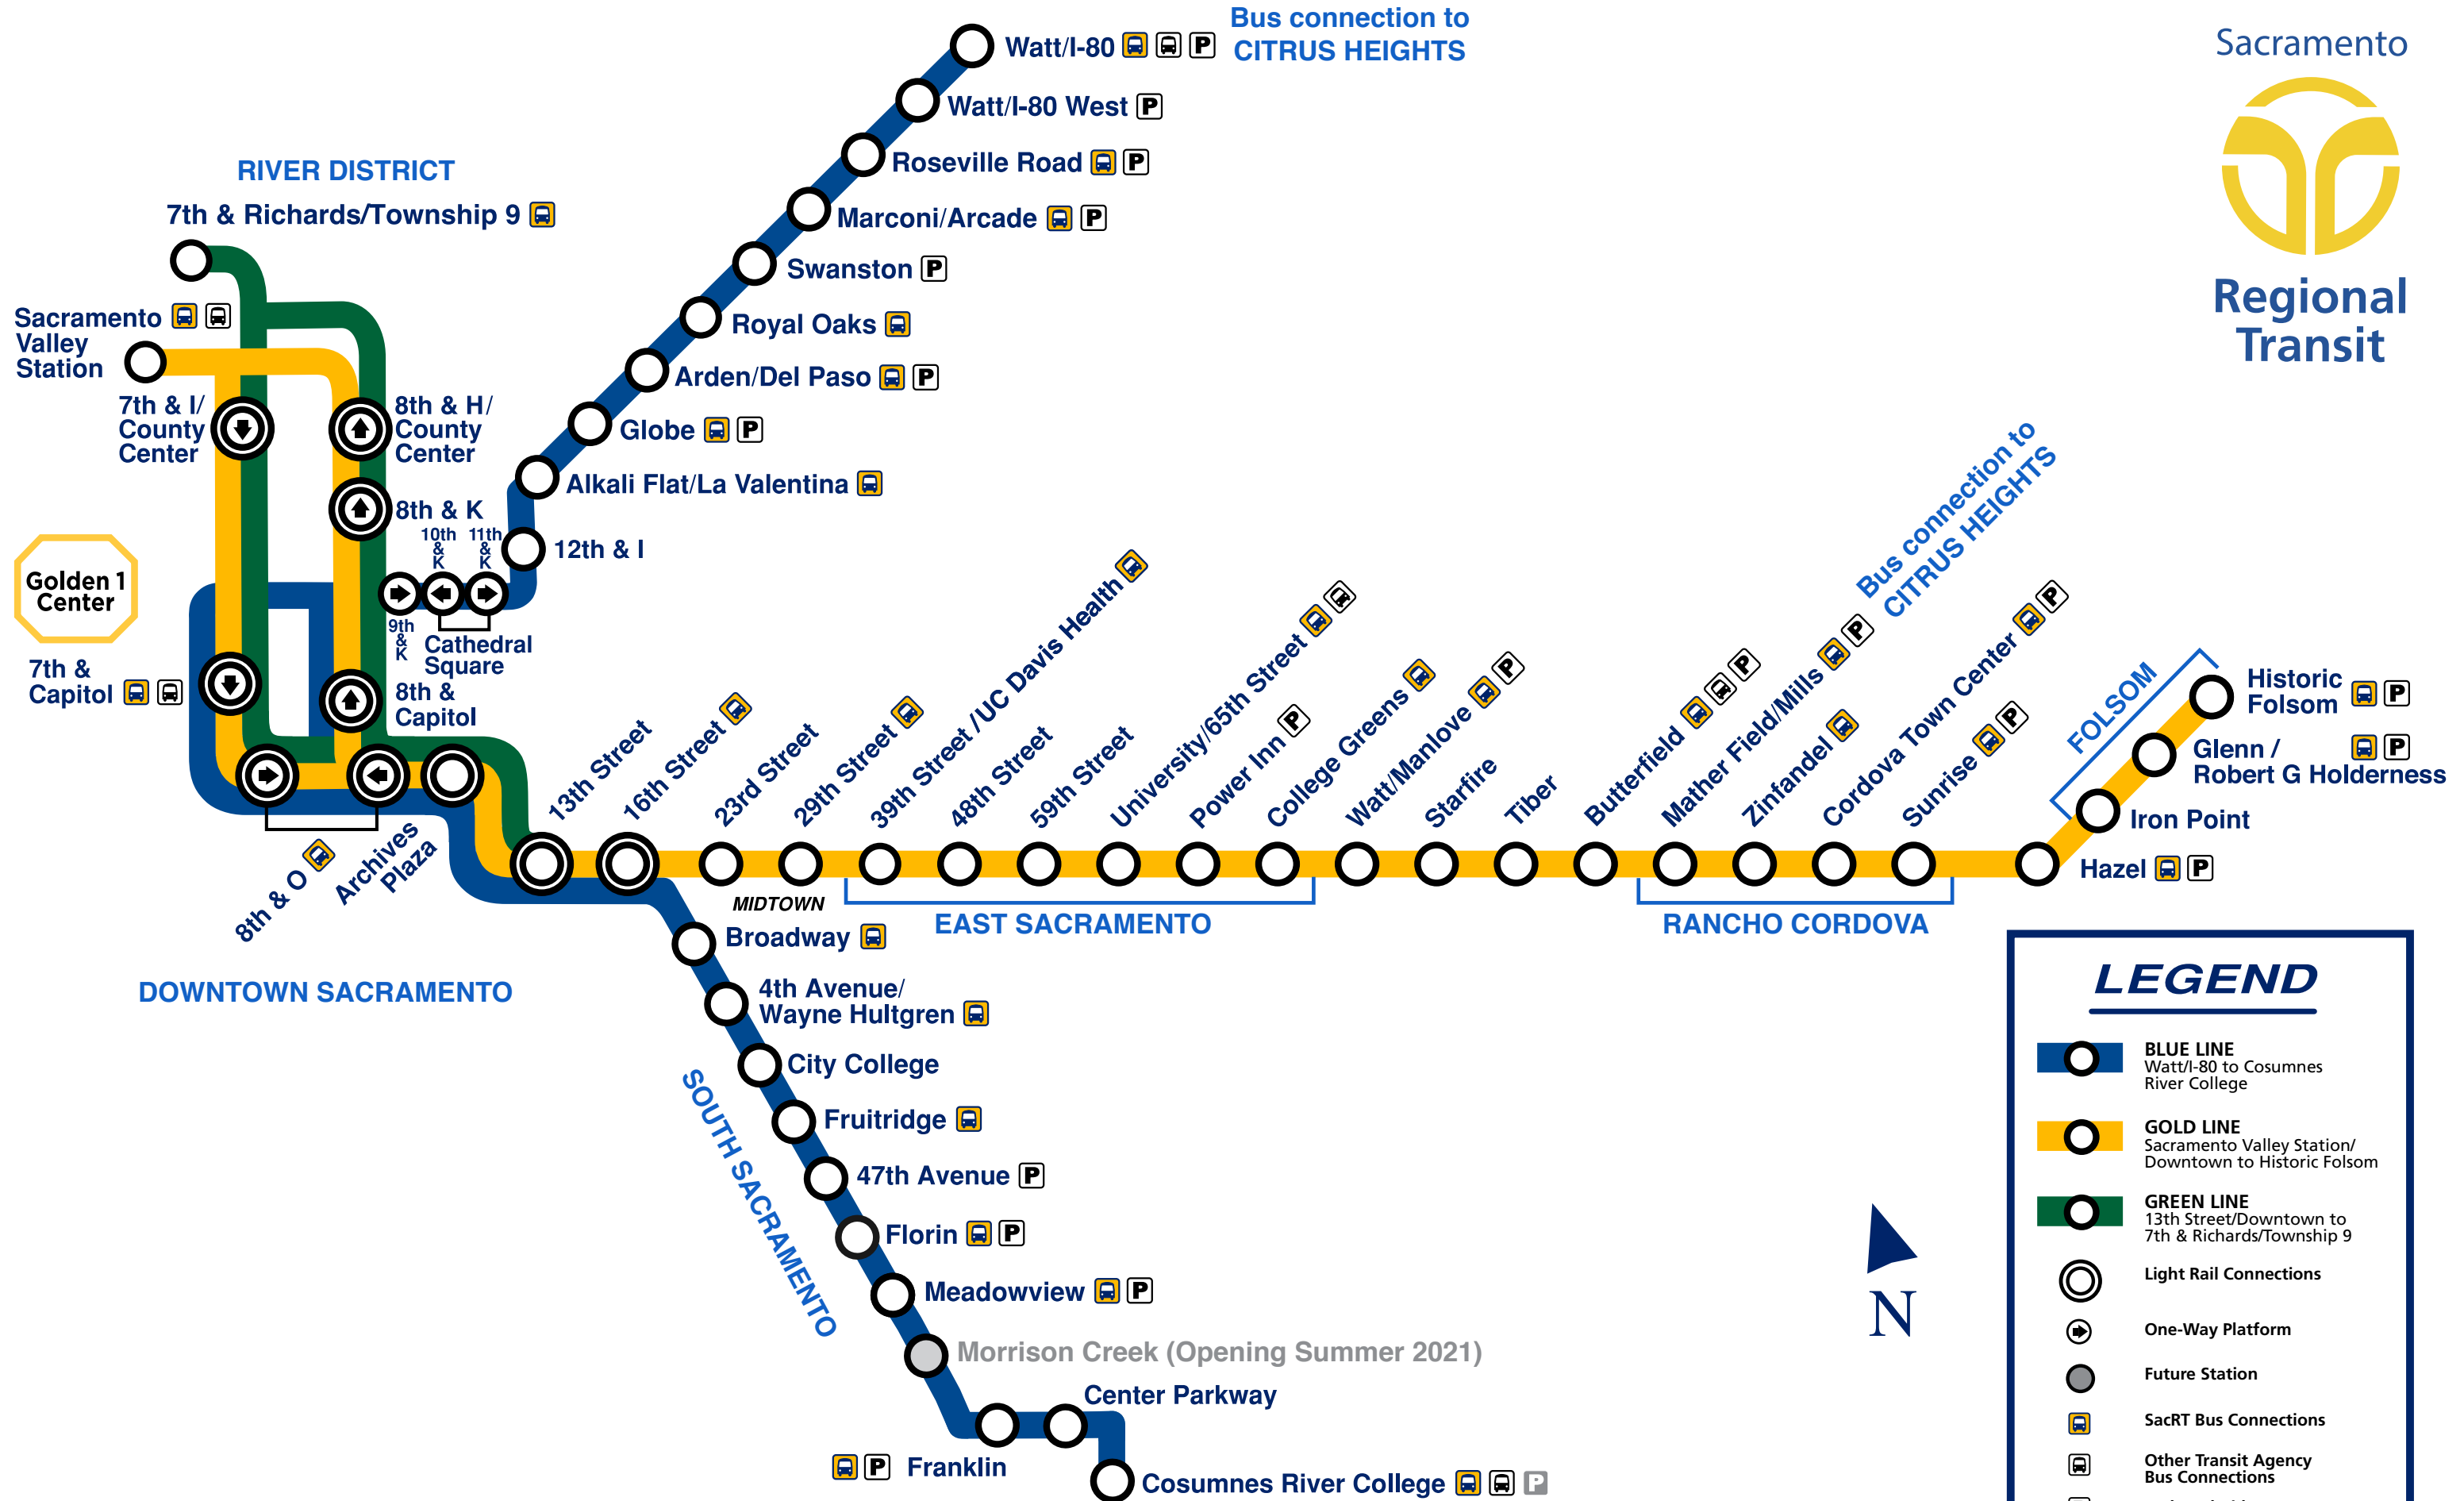 Bus connection to
CITRUS HEIGHTS
Sacramento
Regional
Transit
Watt/I-80
P
Watt/I-80 West P
Roseville Road P
Marconi/Arcade P
Swanston P
Royal Oaks
Arden/Del Paso P
Globe P
Alkali Flat/La Valentina
12th & I
RIVER DISTRICT
7th & Richards/Township 9
Sacramento
Valley
Station
7th & I/
County
Center
8th & H/
County
Center
8th & K
10th
&
K
11th
&
K
9th
&
K
Cathedral
Square
Golden 1
Center
7th &
Capitol
8th &
Capitol
8th & O
Archives
Plaza
DOWNTOWN SACRAMENTO
13th Street
16th Street
23rd Street
29th Street
39th Street /UC Davis Health
48th Street
59th Street
University/65th Street
Power Inn P
College Greens
Watt/Manlove P
Starfire
Tiber
Butterfield P
Mather Field/Mills P
Bus connection to
CITRUS HEIGHTS
Zinfandel
Cordova Town Center P
Sunrise P
MIDTOWN
EAST SACRAMENTO
RANCHO CORDOVA
FOLSOM
Historic
Folsom P
Glenn /
Robert G Holderness
P
Iron Point
Hazel P
Broadway
4th Avenue/
Wayne Hultgren
City College
Fruitridge
47th Avenue P
Florin P
Meadowview P
SOUTH SACRAMENTO
Morrison Creek (Opening Summer 2021)
Center Parkway
P Franklin
Cosumnes River College P
N
LEGEND
BLUE LINE
Watt/I-80 to Cosumnes
River College
GOLD LINE
Sacramento Valley Station/
Downtown to Historic Folsom
GREEN LINE
13th Street/Downtown to
7th & Richards/Township 9
Light Rail Connections
One-Way Platform
Future Station
SacRT Bus Connections
Other Transit Agency
Bus Connections